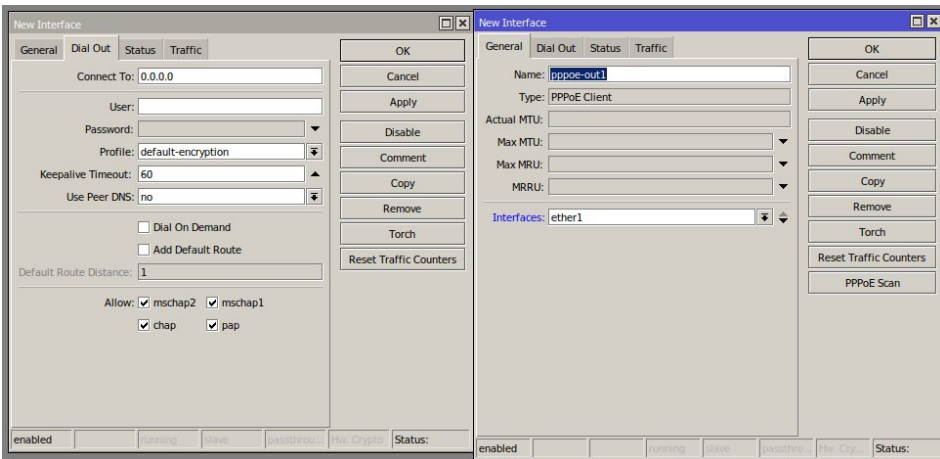 New Interface
General Dial Out Status Traffic
Connect To: 0.0.0.0
User:
Password:
Profile: default-encryption
Keepalive Timeout: 60
Use Peer DNS: no
Dial On Demand
Add Default Route
Default Route Distance: 1
Allow: mschap2 mschap1
chap pap
OK
Cancel
Apply
Disable
Comment
Copy
Remove
Torch
Reset Traffic Counters
enabled running slave passthrou... Hw. Crypto Status:
New Interface
General Dial Out Status Traffic
Name: pppoe-out1
Type: PPPoE Client
Actual MTU:
Max MTU:
Max MRU:
MRRU:
Interfaces: ether1
OK
Cancel
Apply
Disable
Comment
Copy
Remove
Torch
Reset Traffic Counters
PPPoE Scan
enabled running slave passthro... Hw. Cry... Status: